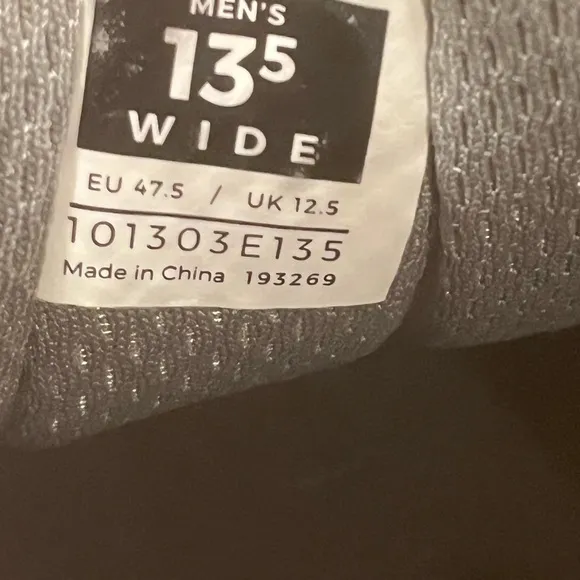 MEN'S
13⁵
WIDE
EU 47.5 / UK 12.5
101303E135
Made in China 193269